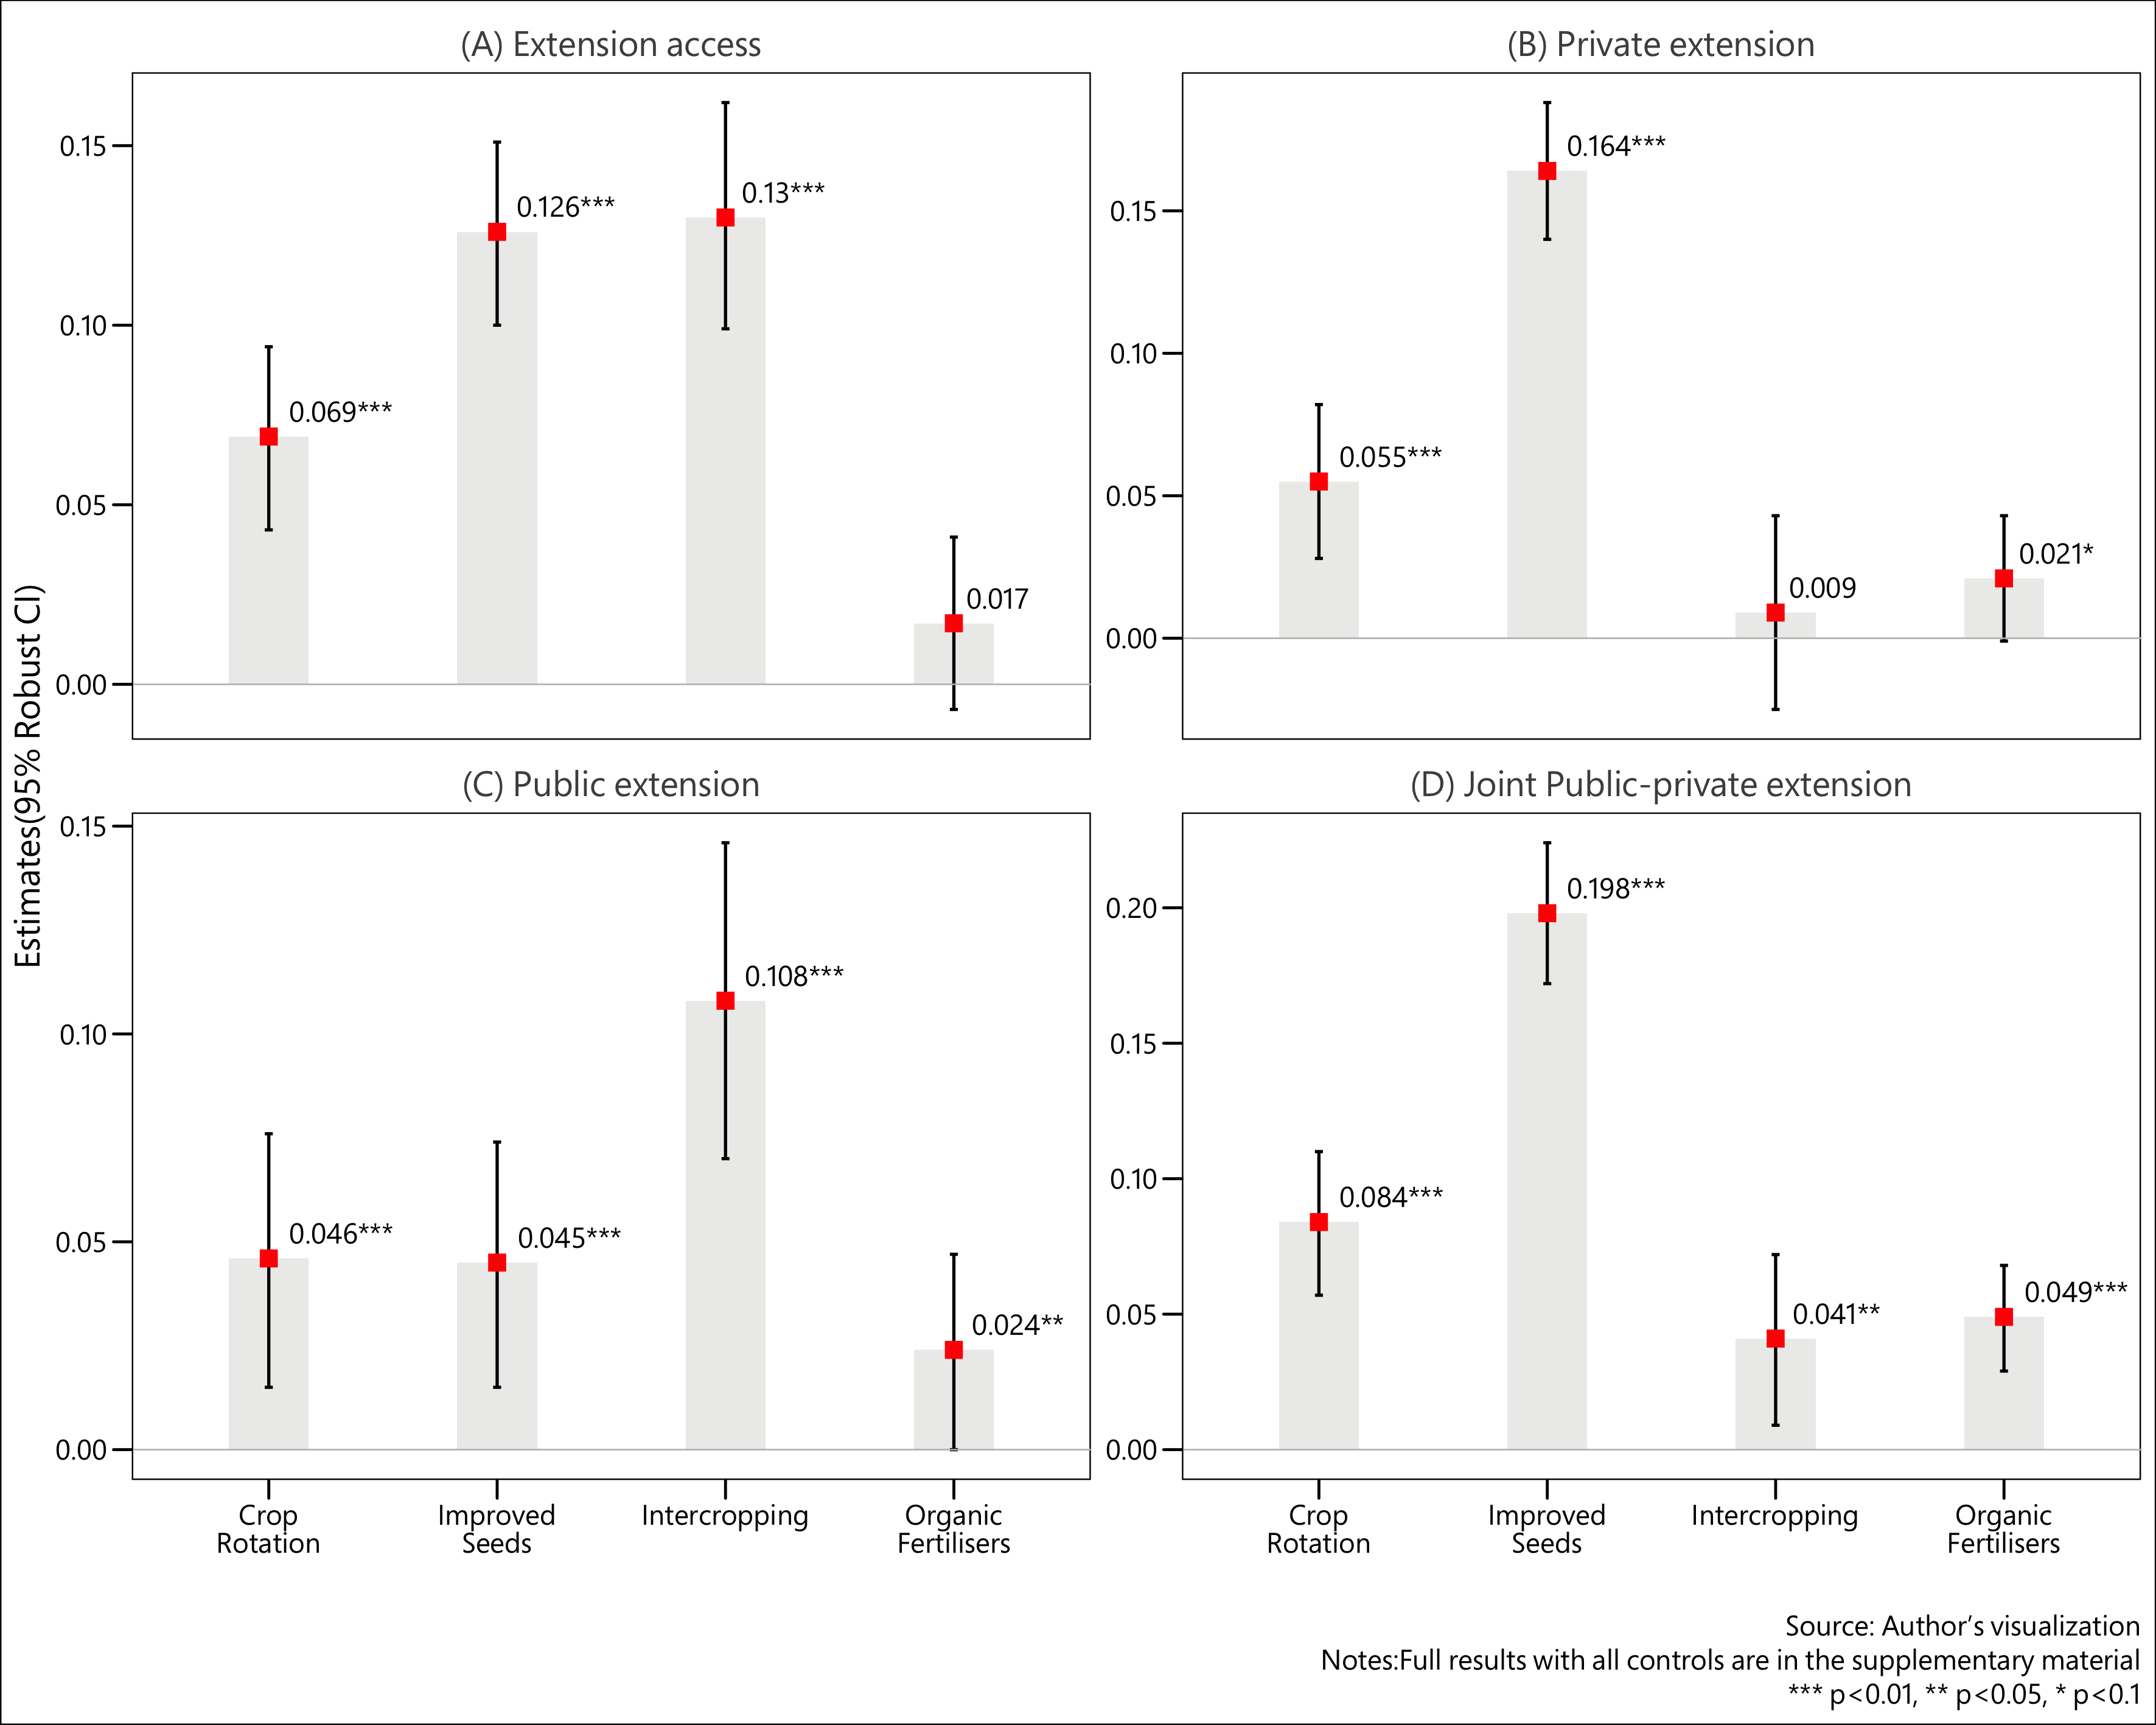 (A) Extension access
0.15
0.10
0.05
0.00
0.069***
0.126***
0.13***
0.017
(B) Private extension
0.15
0.10
0.05
0.00
0.055***
0.164***
0.009
0.021*
Estimates(95% Robust CI)
(C) Public extension
0.15
0.10
0.05
0.00
0.046***
0.045***
0.108***
0.024**
Crop
Rotation
Improved
Seeds
Intercropping
Organic
Fertilisers
(D) Joint Public-private extension
0.20
0.15
0.10
0.05
0.00
0.084***
0.198***
0.041**
0.049***
Crop
Rotation
Improved
Seeds
Intercropping
Organic
Fertilisers
Source: Author’s visualization
Notes:Full results with all controls are in the supplementary material
*** p<0.01, ** p<0.05, * p<0.1